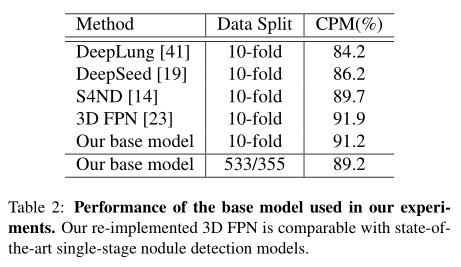 Method Data Split CPM(%)
DeepLung [41] 10-fold 84.2
DeepSeed [19] 10-fold 86.2
S4ND [14] 10-fold 89.7
3D FPN [23] 10-fold 91.9
Our base model 10-fold 91.2
Our base model 533/355 89.2
Table 2: Performance of the base model used in our experi-
ments. Our re-implemented 3D FPN is comparable with state-of-
the-art single-stage nodule detection models.